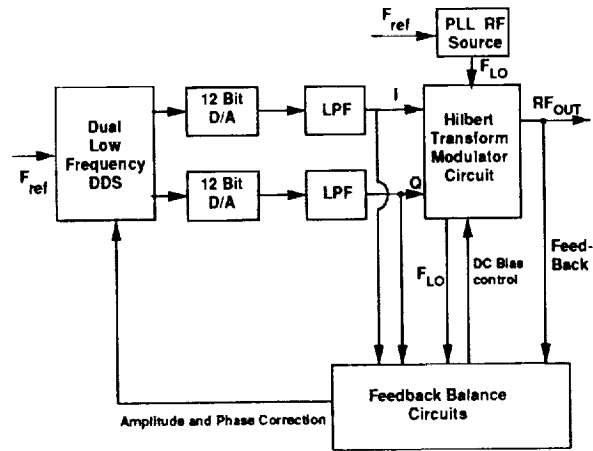 F_ref
PLL RF
Source
F_LO
12 Bit
D/A
LPF
I
Hilbert
Transform
Modulator
Circuit
RF_OUT
Dual
Low
Frequency
DDS
F_ref
12 Bit
D/A
LPF
Q
F_LO
DC Bias
control
Feed-
Back
Feedback Balance
Circuits
Amplitude and Phase Correction